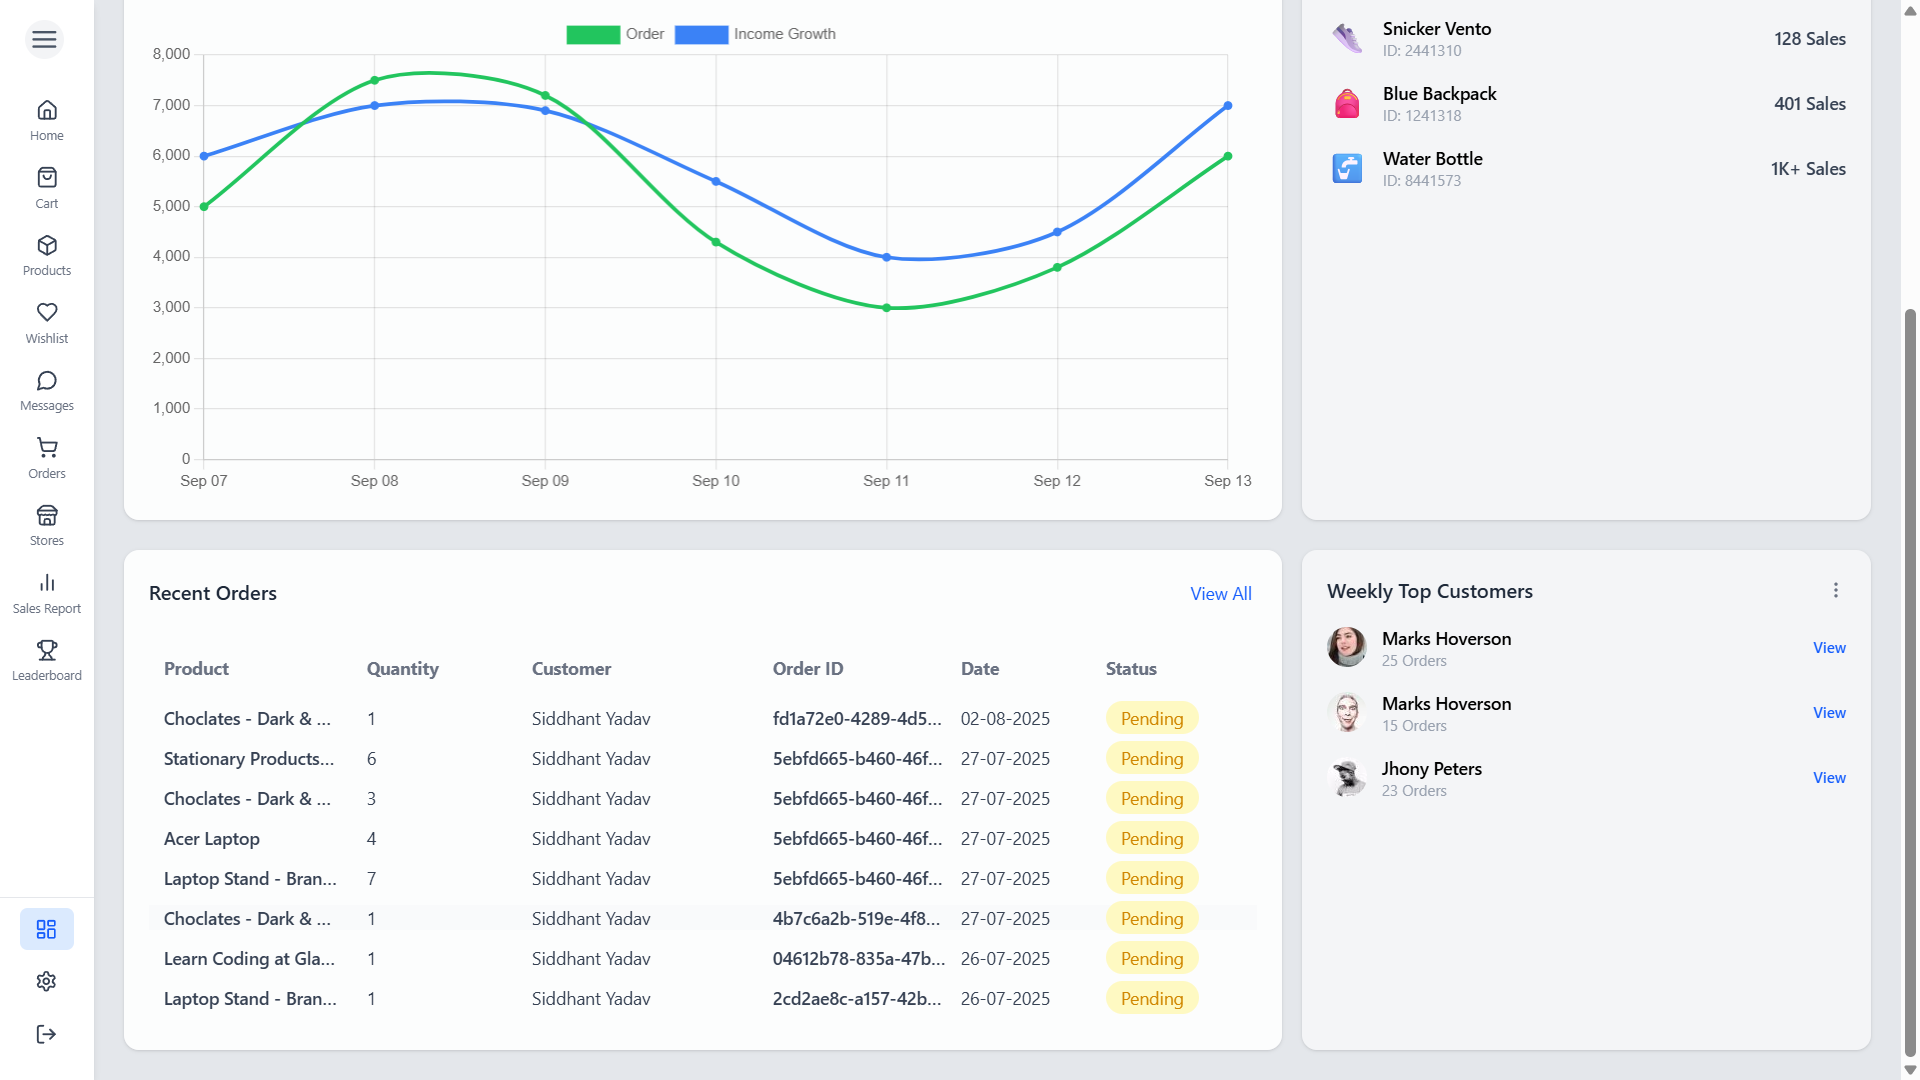 Home
Cart
Products
Wishlist
Messages
Orders
Stores
Sales Report
Leaderboard
Order Income Growth
8,000
7,000
6,000
5,000
4,000
3,000
2,000
1,000
0
Sep 07 Sep 08 Sep 09 Sep 10 Sep 11 Sep 12 Sep 13
Snicker Vento
ID: 2441310
128 Sales
Blue Backpack
ID: 1241318
401 Sales
Water Bottle
ID: 8441573
1K+ Sales
Recent Orders View All
Product Quantity Customer Order ID Date Status
Choclates - Dark & ... 1 Siddhant Yadav fd1a72e0-4289-4d5... 02-08-2025 Pending
Stationary Products... 6 Siddhant Yadav 5ebfd665-b460-46f... 27-07-2025 Pending
Choclates - Dark & ... 3 Siddhant Yadav 5ebfd665-b460-46f... 27-07-2025 Pending
Acer Laptop 4 Siddhant Yadav 5ebfd665-b460-46f... 27-07-2025 Pending
Laptop Stand - Bran... 7 Siddhant Yadav 5ebfd665-b460-46f... 27-07-2025 Pending
Choclates - Dark & ... 1 Siddhant Yadav 4b7c6a2b-519e-4f8... 27-07-2025 Pending
Learn Coding at Gla... 1 Siddhant Yadav 04612b78-835a-47b... 26-07-2025 Pending
Laptop Stand - Bran... 1 Siddhant Yadav 2cd2ae8c-a157-42b... 26-07-2025 Pending
Weekly Top Customers
Marks Hoverson
25 Orders
View
Marks Hoverson
15 Orders
View
Jhony Peters
23 Orders
View